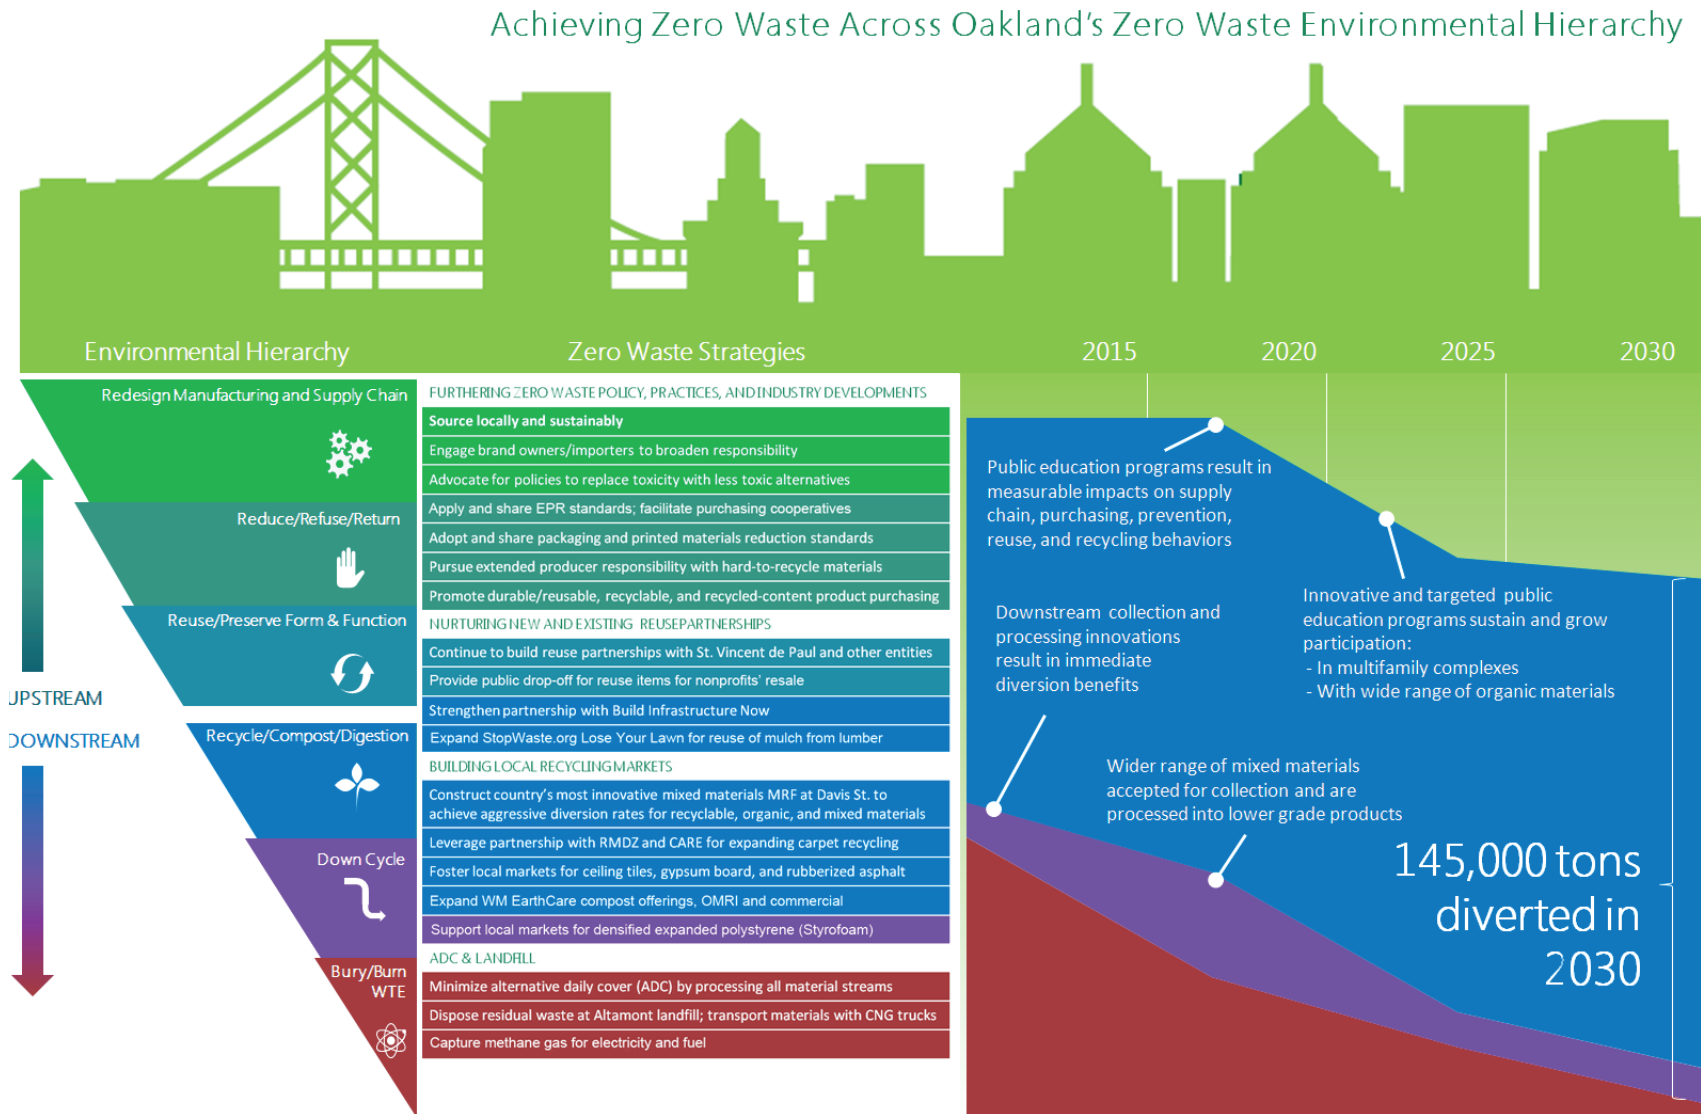 Achieving Zero Waste Across Oakland's Zero Waste Environmental Hierarchy
Environmental Hierarchy
Zero Waste Strategies
2015
2020
2025
2030
Redesign Manufacturing and Supply Chain
Reduce/Refuse/Return
Reuse/Preserve Form & Function
UPSTREAM
DOWNSTREAM
Recycle/Compost/Digestion
Down Cycle
Bury/Burn
WTE
FURTHERING ZERO WASTE POLICY, PRACTICES, AND INDUSTRY DEVELOPMENTS
Source locally and sustainably
Engage brand owners/importers to broaden responsibility
Advocate for policies to replace toxicity with less toxic alternatives
Apply and share EPR standards; facilitate purchasing cooperatives
Adopt and share packaging and printed materials reduction standards
Pursue extended producer responsibility with hard-to-recycle materials
Promote durable/reusable, recyclable, and recycled-content product purchasing
NURTURING NEW AND EXISTING REUSE PARTNERSHIPS
Continue to build reuse partnerships with St. Vincent de Paul and other entities
Provide public drop-off for reuse items for nonprofits' resale
Strengthen partnership with Build Infrastructure Now
Expand StopWaste.org Lose Your Lawn for reuse of mulch from lumber
BUILDING LOCAL RECYCLING MARKETS
Construct country's most innovative mixed materials MRF at Davis St. to
achieve aggressive diversion rates for recyclable, organic, and mixed materials
Leverage partnership with RMDZ and CARE for expanding carpet recycling
Foster local markets for ceiling tiles, gypsum board, and rubberized asphalt
Expand WM EarthCare compost offerings, OMRI and commercial
Support local markets for densified expanded polystyrene (Styrofoam)
ADC & LANDFILL
Minimize alternative daily cover (ADC) by processing all material streams
Dispose residual waste at Altamont landfill; transport materials with CNG trucks
Capture methane gas for electricity and fuel
Public education programs result in
measurable impacts on supply
chain, purchasing, prevention,
reuse, and recycling behaviors
Downstream collection and
processing innovations
result in immediate
diversion benefits
Innovative and targeted public
education programs sustain and grow
participation:
- In multifamily complexes
- With wide range of organic materials
Wider range of mixed materials
accepted for collection and are
processed into lower grade products
145,000 tons
diverted in
2030